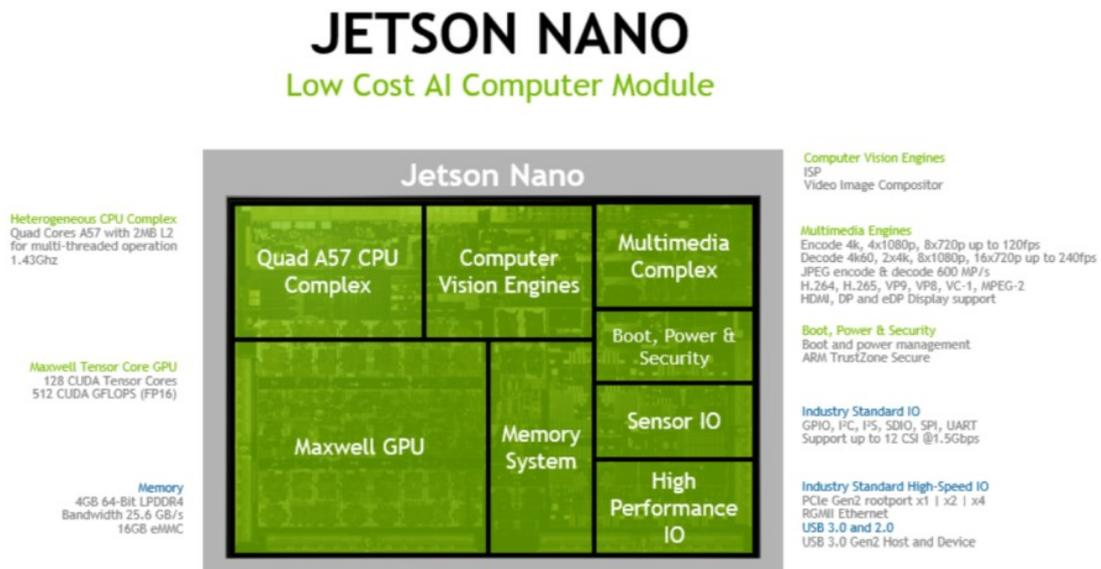 JETSON NANO
Low Cost AI Computer Module
Jetson Nano
Heterogeneous CPU Complex
Quad Cores A57 with 2MB L2
for multi-threaded operation
1.43Ghz
Maxwell Tensor Core GPU
128 CUDA Tensor Cores
512 CUDA GFLOPS (FP16)
Memory
4GB 64-Bit LPDDR4
Bandwidth 25.6 GB/s
16GB eMMC
Quad A57 CPU
Complex
Computer
Vision Engines
Multimedia
Complex
Boot, Power &
Security
Maxwell GPU
Memory
System
Sensor IO
High
Performance
IO
Computer Vision Engines
ISP
Video Image Compositor
Multimedia Engines
Encode 4k, 4x1080p, 8x720p up to 120fps
Decode 4k60, 2x4k, 8x1080p, 16x720p up to 240fps
JPEG encode & decode 600 MP/s
H.264, H.265, VP9, VP8, VC-1, MPEG-2
HDMI, DP and eDP Display support
Boot, Power & Security
Boot and power management
ARM TrustZone Secure
Industry Standard IO
GPIO, I²C, I²S, SDIO, SPI, UART
Support up to 12 CSI @1.5Gbps
Industry Standard High-Speed IO
PCIe Gen2 rootport x1 | x2 | x4
RGMII Ethernet
USB 3.0 and 2.0
USB 3.0 Gen2 Host and Device